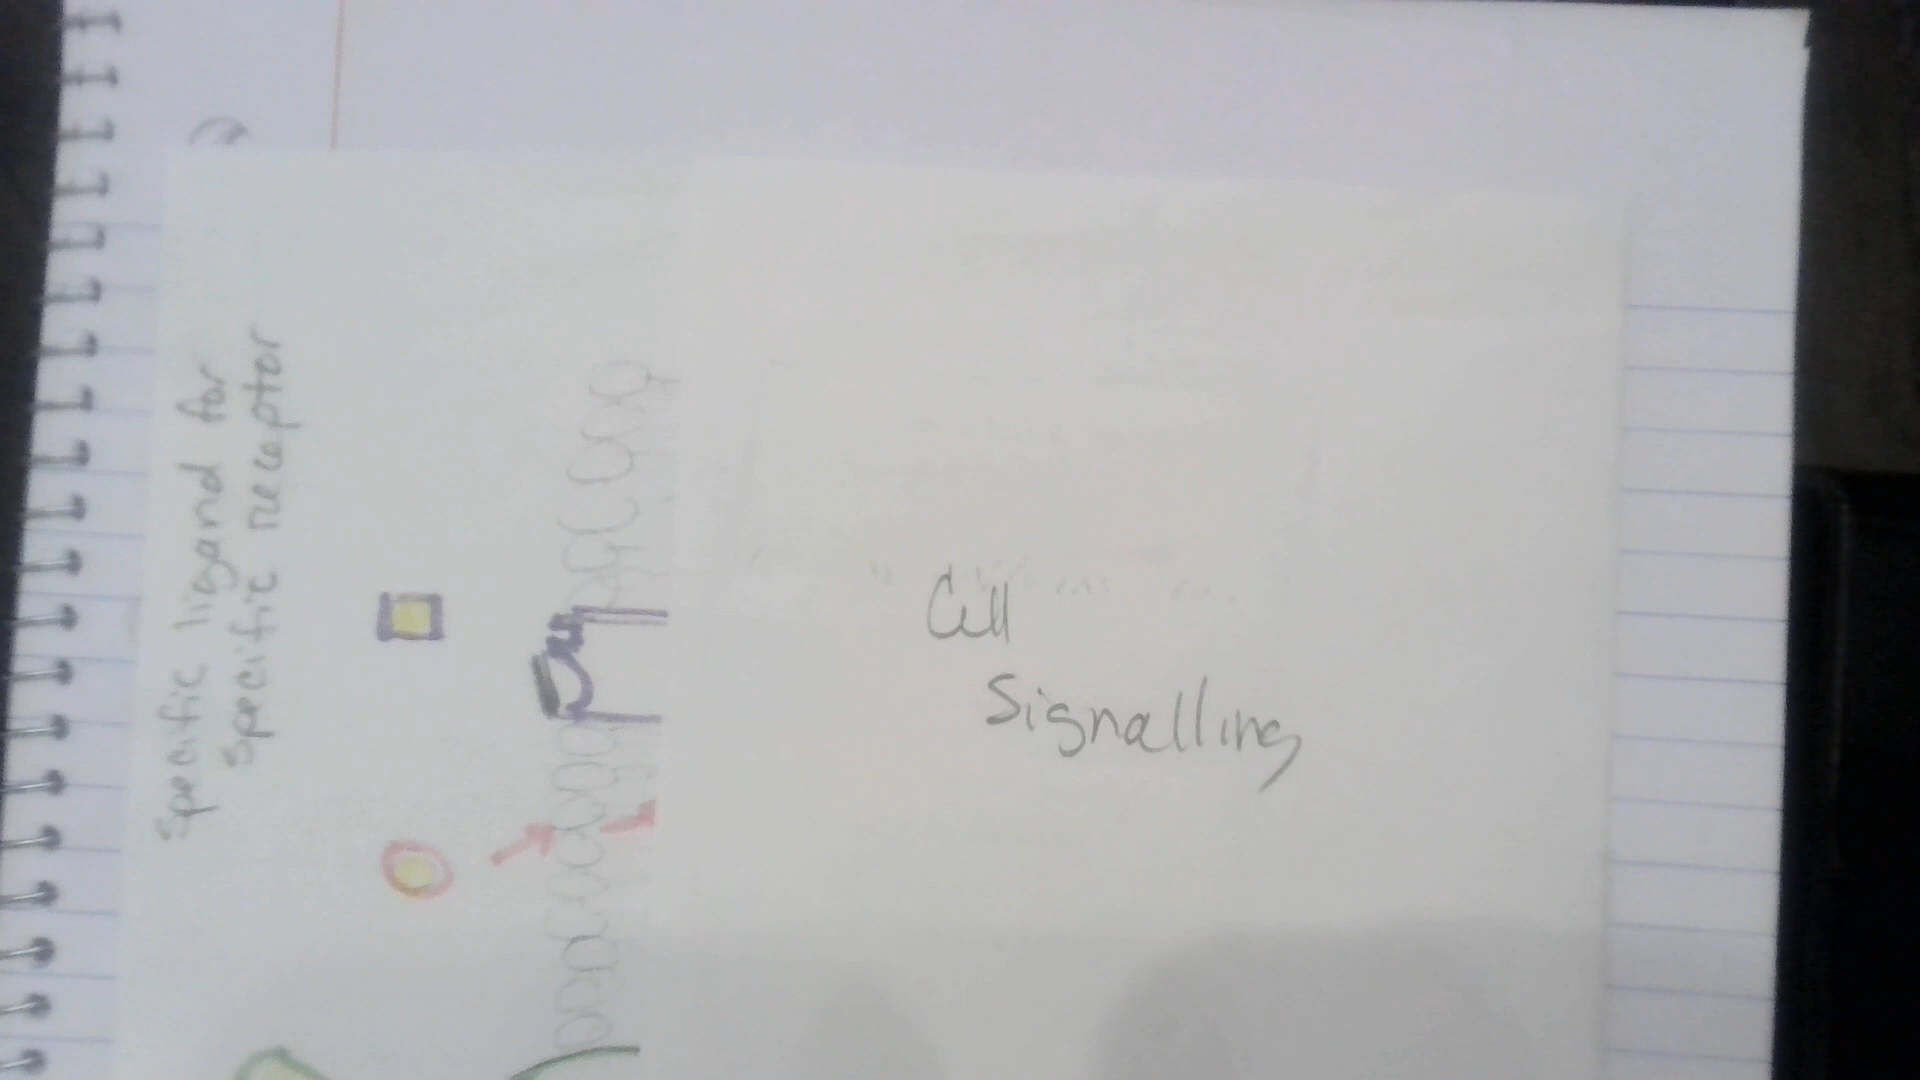 Specific ligand for
specific receptor
Cell
Signalling